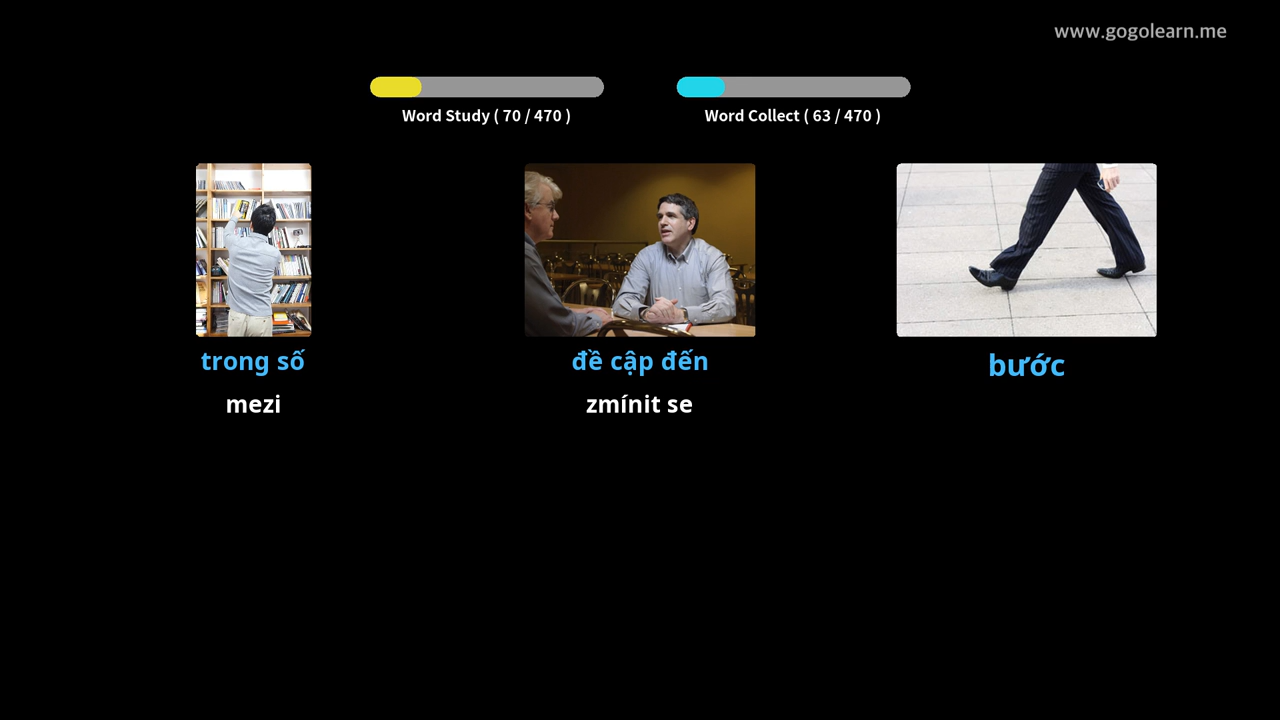 www.gogolearn.me
Word Study ( 70 / 470 )
Word Collect ( 63 / 470 )
trong số
đề cập đến
bước
mezi
zmínit se